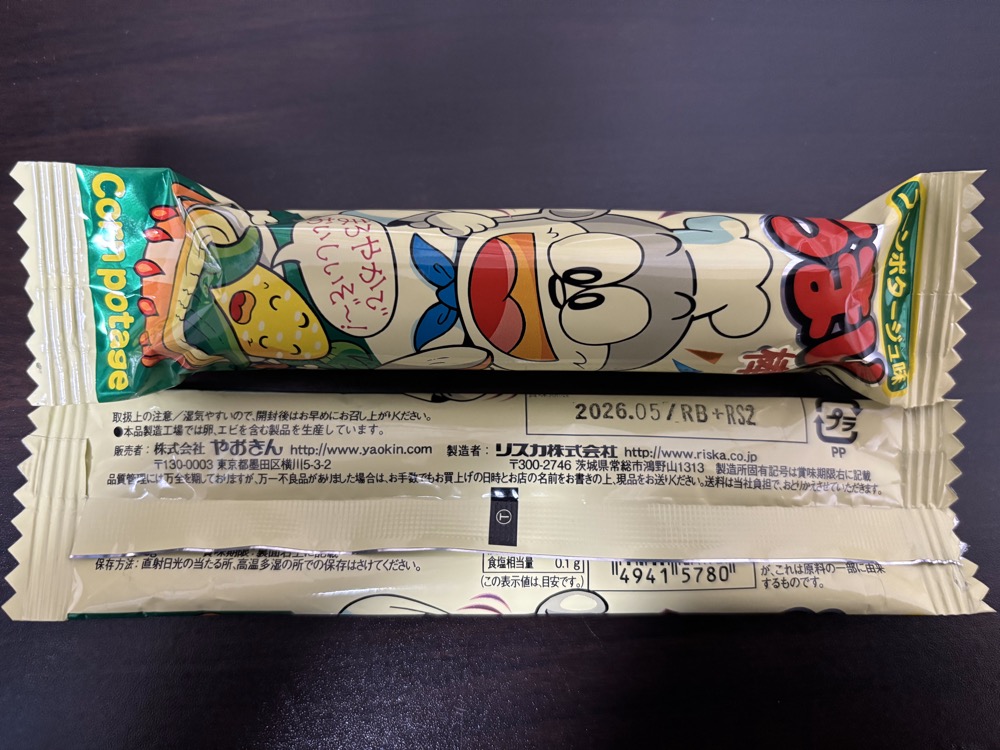 Corn potage
あやかで
おいしいぞ~!
うまい
棒
コーンポタージュ味
取扱上の注意/湿気やすいので、開封後はお早めにお召し上がりください。
●本品製造工場では卵、エビを含む製品を生産しています。
販売者:株式会社 やおきん http://www.yaokin.com 製造者:リスカ株式会社 http://www.riska.co.jp
〒130-0003 東京都墨田区横川5-3-2 〒300-2746 茨城県常総市鴻野山1313 製造所固有記号は賞味期限右に記載
品質管理には万全を期しておりますが、万一不良品がありました場合は、お手数でもお買上げの日時とお店の名前をお書きの上、現品をお送りください。送料は当社負担で、おとりかえさせていただきます。
2026.05/RB+RS2
プラ
PP
保存方法:直射日光の当たる所、高温多湿の所での保存はさけてください。
食塩相当量 0.1g
(この表示値は、目安です。)
4941 5780
が、これは原料の一部に由来
するものです。